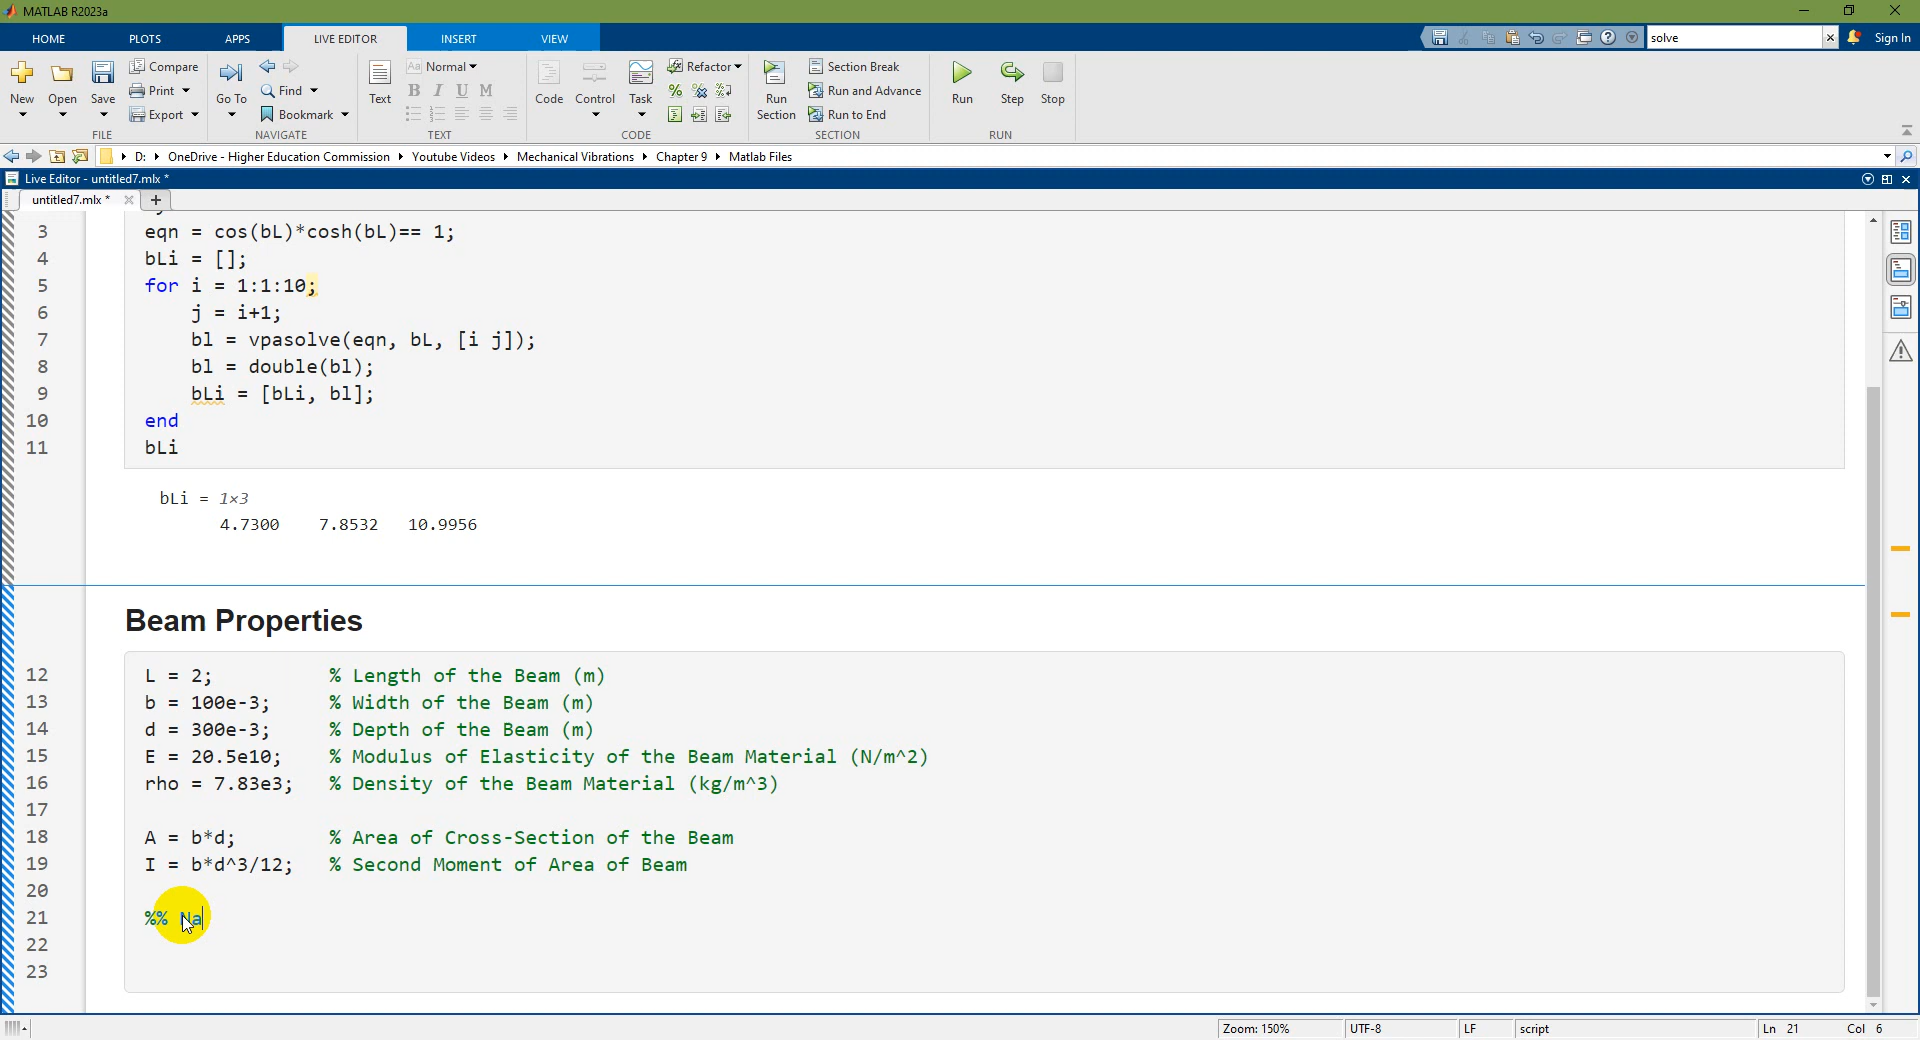 MATLAB R2023a
HOME PLOTS APPS LIVE EDITOR INSERT VIEW solve Sign In
New Open Save Compare Print Export FILE
Go To Find Bookmark NAVIGATE
Text Aa Normal B I U M TEXT
Code Control Task Refactor CODE
Run Section Section Break Run and Advance Run to End SECTION
Run Step Stop RUN
D: OneDrive - Higher Education Commission Youtube Videos Mechanical Vibrations Chapter 9 Matlab Files
Live Editor - untitled7.mlx *
untitled7.mlx *
3 eqn = cos(bL)*cosh(bL)== 1;
4 bLi = [];
5 for i = 1:1:10;
6 j = i+1;
7 bl = vpasolve(eqn, bL, [i j]);
8 bl = double(bl);
9 bLi = [bLi, bl];
10 end
11 bLi
bLi = 1×3
4.7300 7.8532 10.9956
Beam Properties
12 L = 2; % Length of the Beam (m)
13 b = 100e-3; % Width of the Beam (m)
14 d = 300e-3; % Depth of the Beam (m)
15 E = 20.5e10; % Modulus of Elasticity of the Beam Material (N/m^2)
16 rho = 7.83e3; % Density of the Beam Material (kg/m^3)
17
18 A = b*d; % Area of Cross-Section of the Beam
19 I = b*d^3/12; % Second Moment of Area of Beam
20
21 %% Na
22
23
Zoom: 150% UTF-8 LF script Ln 21 Col 6